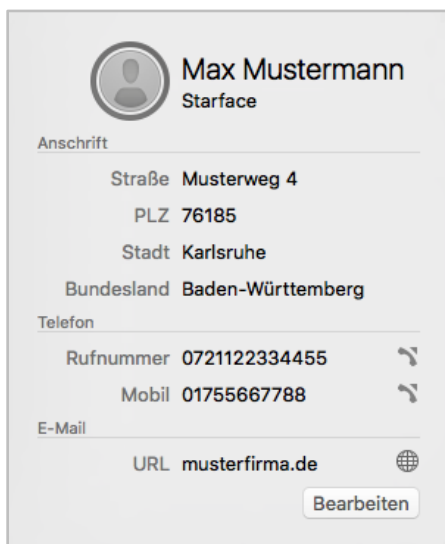 Max Mustermann
Starface
Anschrift
Straße Musterweg 4
PLZ 76185
Stadt Karlsruhe
Bundesland Baden-Württemberg
Telefon
Rufnummer 0721122334455
Mobil 01755667788
E-Mail
URL musterfirma.de
Bearbeiten